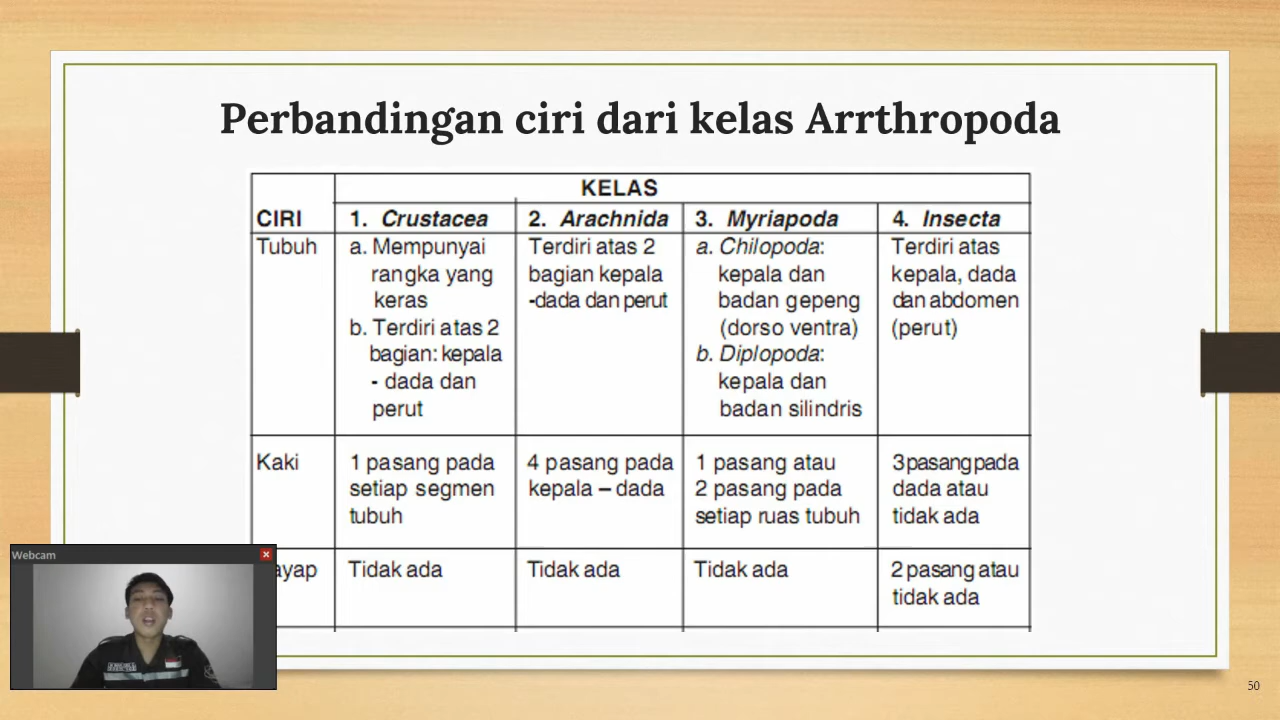 Perbandingan ciri dari kelas Arrthropoda
KELAS
CIRI
1. Crustacea
2. Arachnida
3. Myriapoda
4. Insecta
Tubuh
a. Mempunyai
rangka yang
keras
b. Terdiri atas 2
bagian: kepala
- dada dan
perut
Terdiri atas 2
bagian kepala
-dada dan perut
a. Chilopoda:
kepala dan
badan gepeng
(dorso ventra)
b. Diplopoda:
kepala dan
badan silindris
Terdiri atas
kepala, dada
dan abdomen
(perut)
Kaki
1 pasang pada
setiap segmen
tubuh
4 pasang pada
kepala – dada
1 pasang atau
2 pasang pada
setiap ruas tubuh
3pasangpada
dada atau
tidak ada
ayap
Tidak ada
Tidak ada
Tidak ada
2 pasang atau
tidak ada
Webcam
50